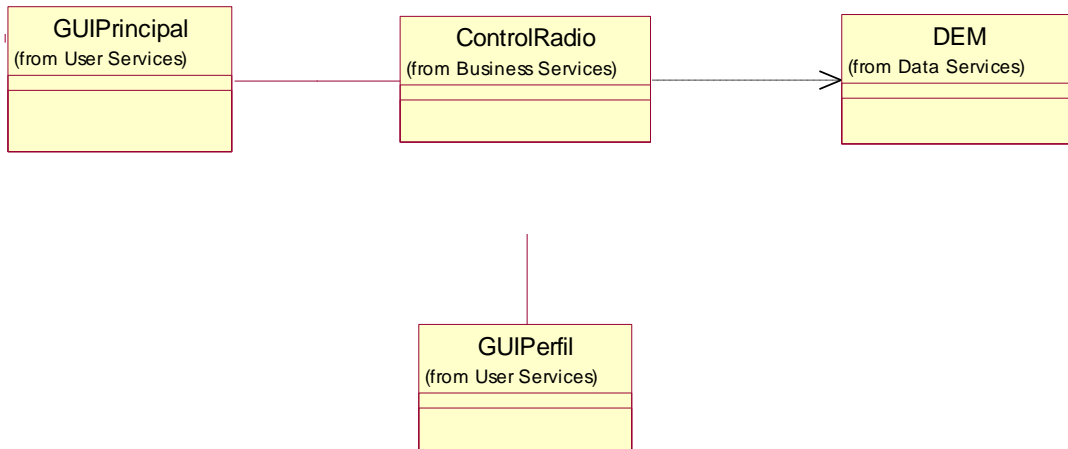 GUIPrincipal
(from User Services)
ControlRadio
(from Business Services)
DEM
(from Data Services)
GUIPerfil
(from User Services)